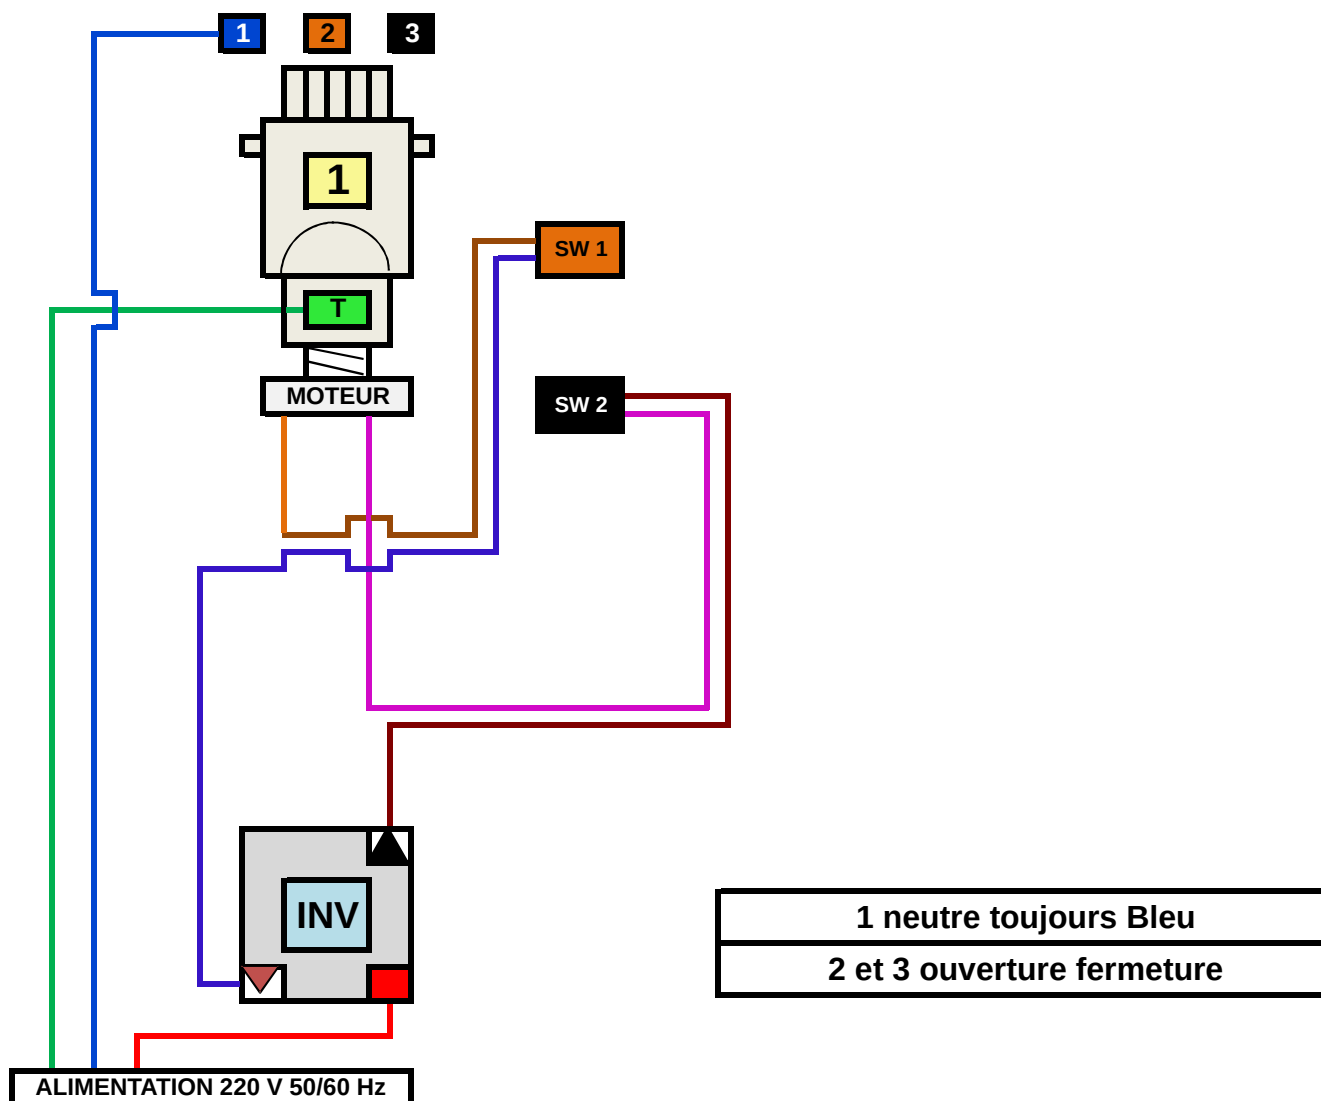 1 2 3
1
SW 1
T
MOTEUR
SW 2
INV
1 neutre toujours Bleu
2 et 3 ouverture fermeture
ALIMENTATION 220 V 50/60 Hz